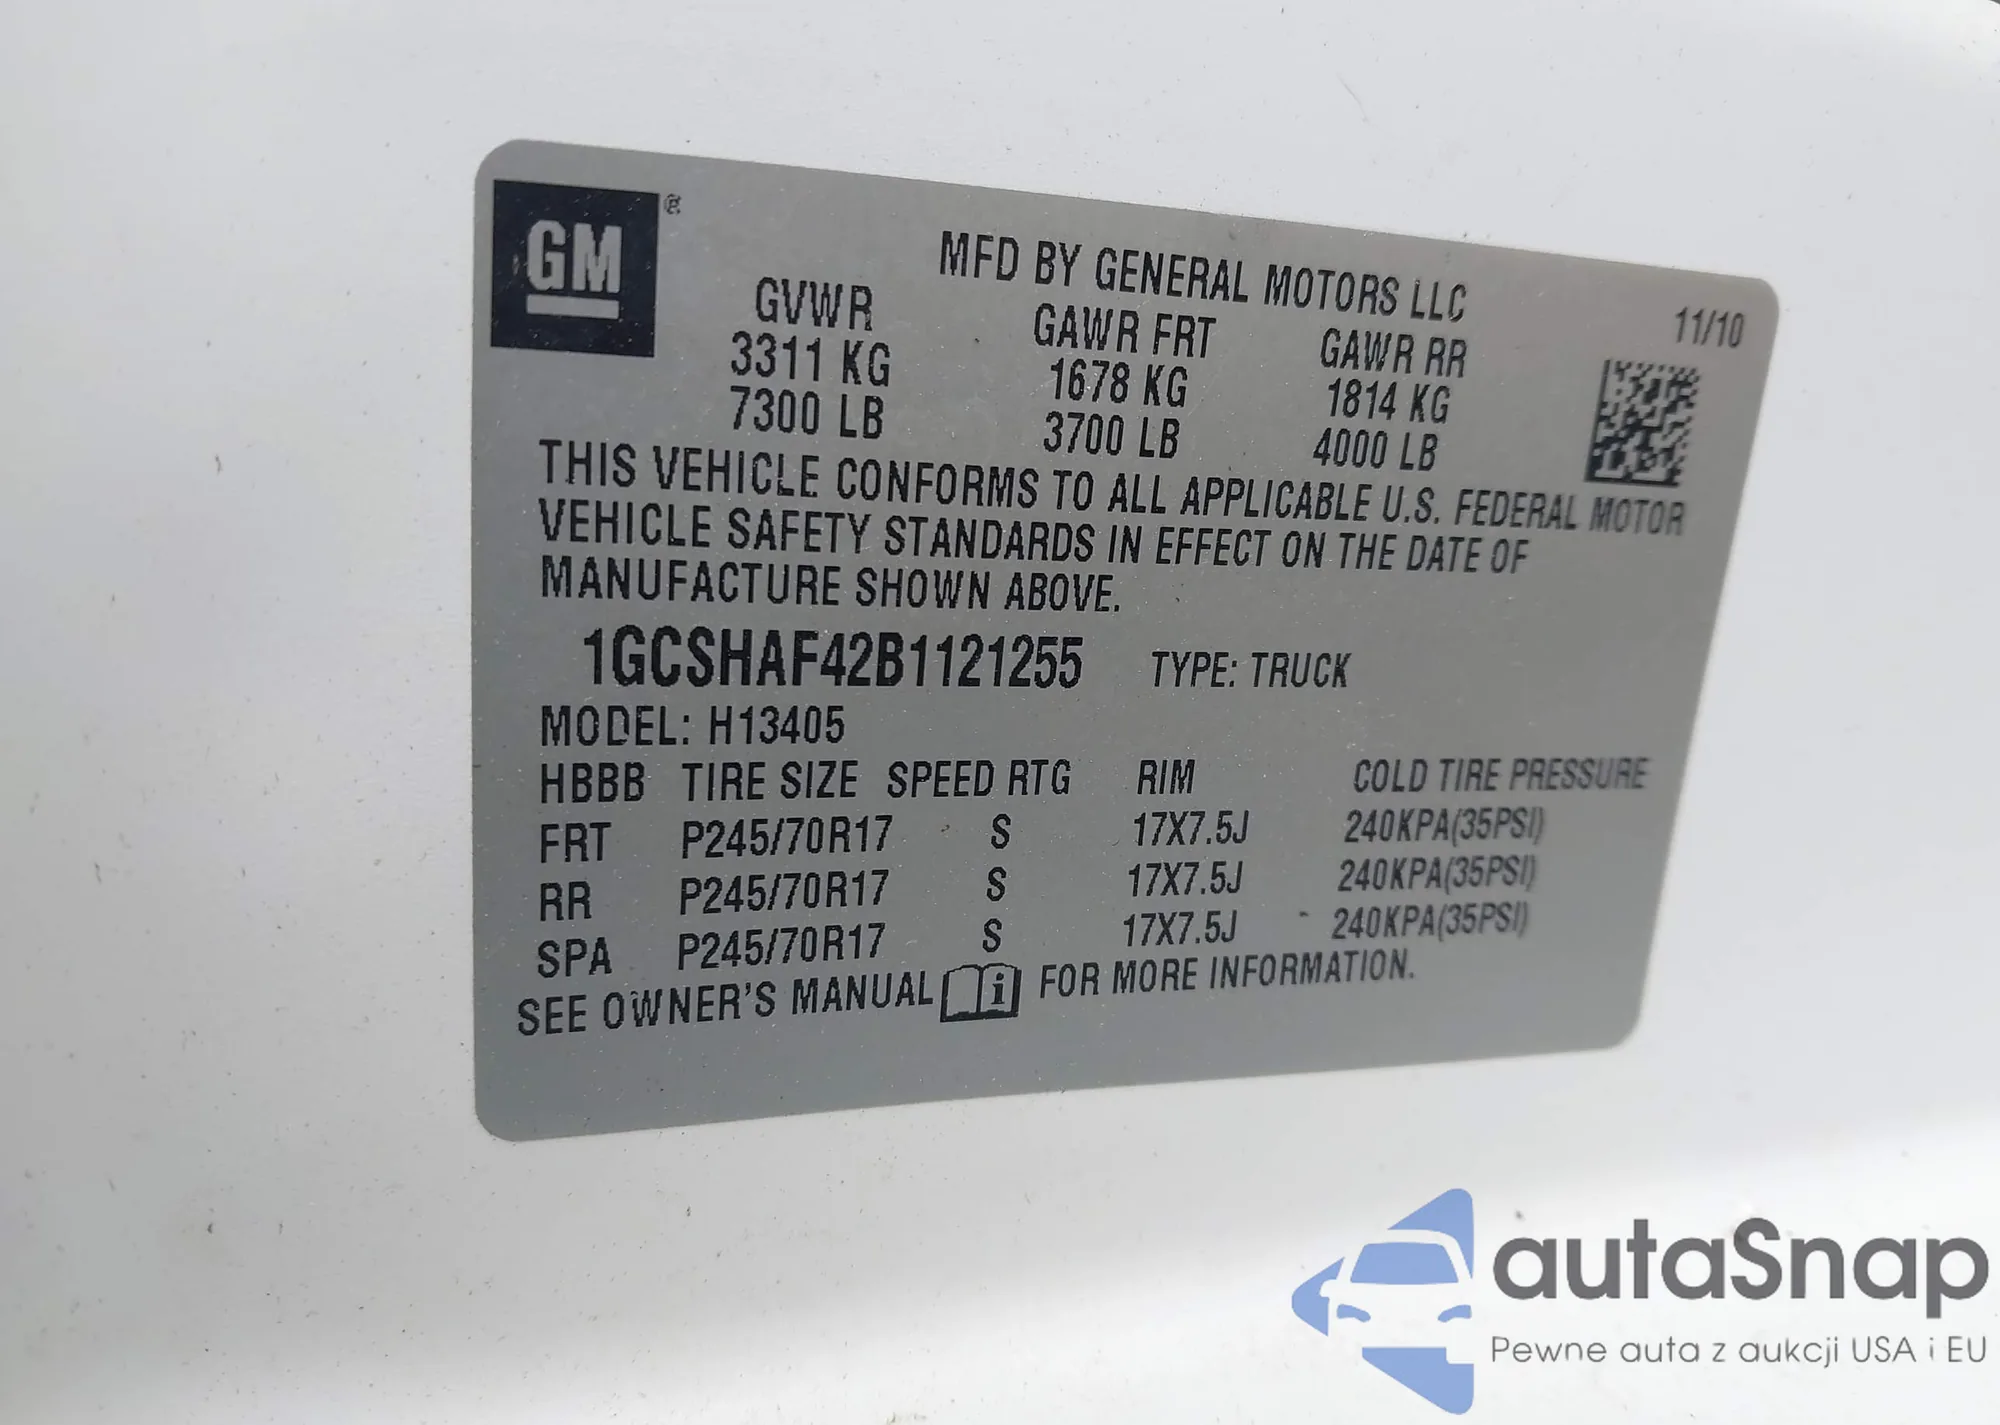 GM
®
MFD BY GENERAL MOTORS LLC
11/10
GVWR GAWR FRT GAWR RR
3311 KG 1678 KG 1814 KG
7300 LB 3700 LB 4000 LB
THIS VEHICLE CONFORMS TO ALL APPLICABLE U.S. FEDERAL MOTOR
VEHICLE SAFETY STANDARDS IN EFFECT ON THE DATE OF
MANUFACTURE SHOWN ABOVE.
1GCSHAF42B1121255 TYPE: TRUCK
MODEL: H13405
HBBB TIRE SIZE SPEED RTG RIM COLD TIRE PRESSURE
FRT P245/70R17 S 17X7.5J 240KPA(35PSI)
RR P245/70R17 S 17X7.5J 240KPA(35PSI)
SPA P245/70R17 S 17X7.5J 240KPA(35PSI)
SEE OWNER'S MANUAL i FOR MORE INFORMATION.
autaSnap
Pewne auta z aukcji USA i EU